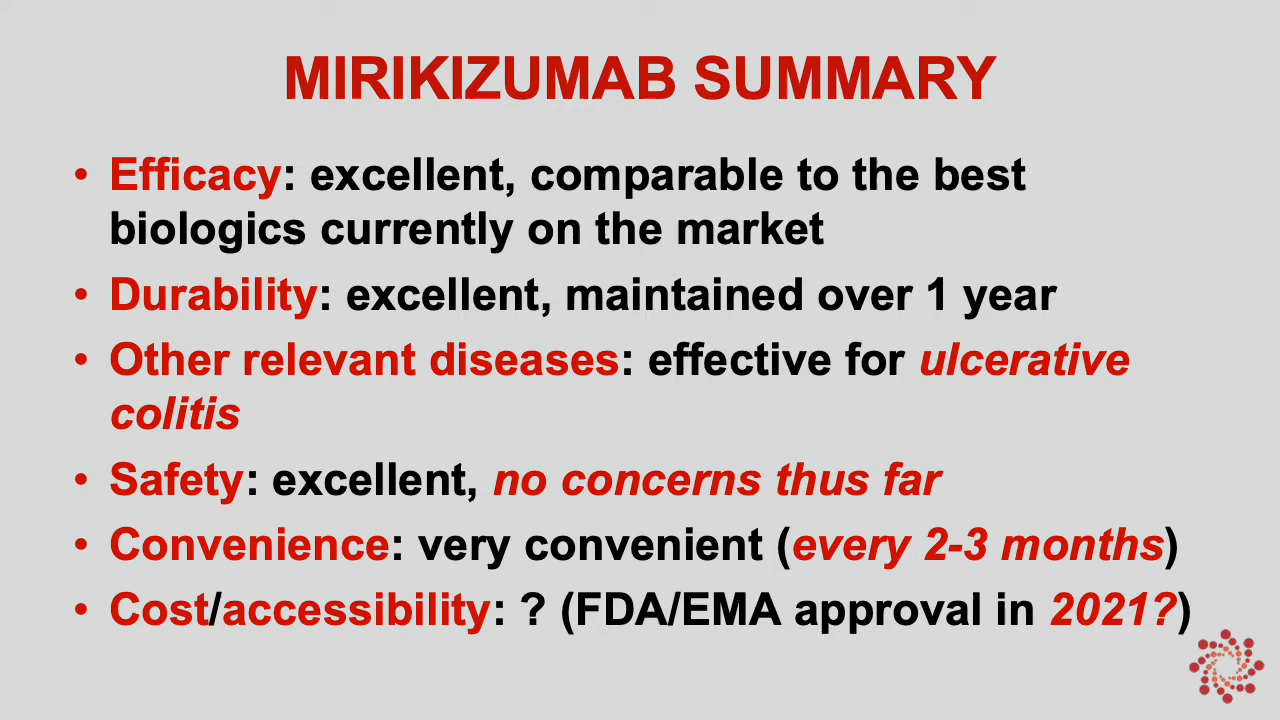 MIRIKIZUMAB SUMMARY
• Efficacy: excellent, comparable to the best
biologics currently on the market
• Durability: excellent, maintained over 1 year
• Other relevant diseases: effective for ulcerative
colitis
• Safety: excellent, no concerns thus far
• Convenience: very convenient (every 2-3 months)
• Cost/accessibility: ? (FDA/EMA approval in 2021?)